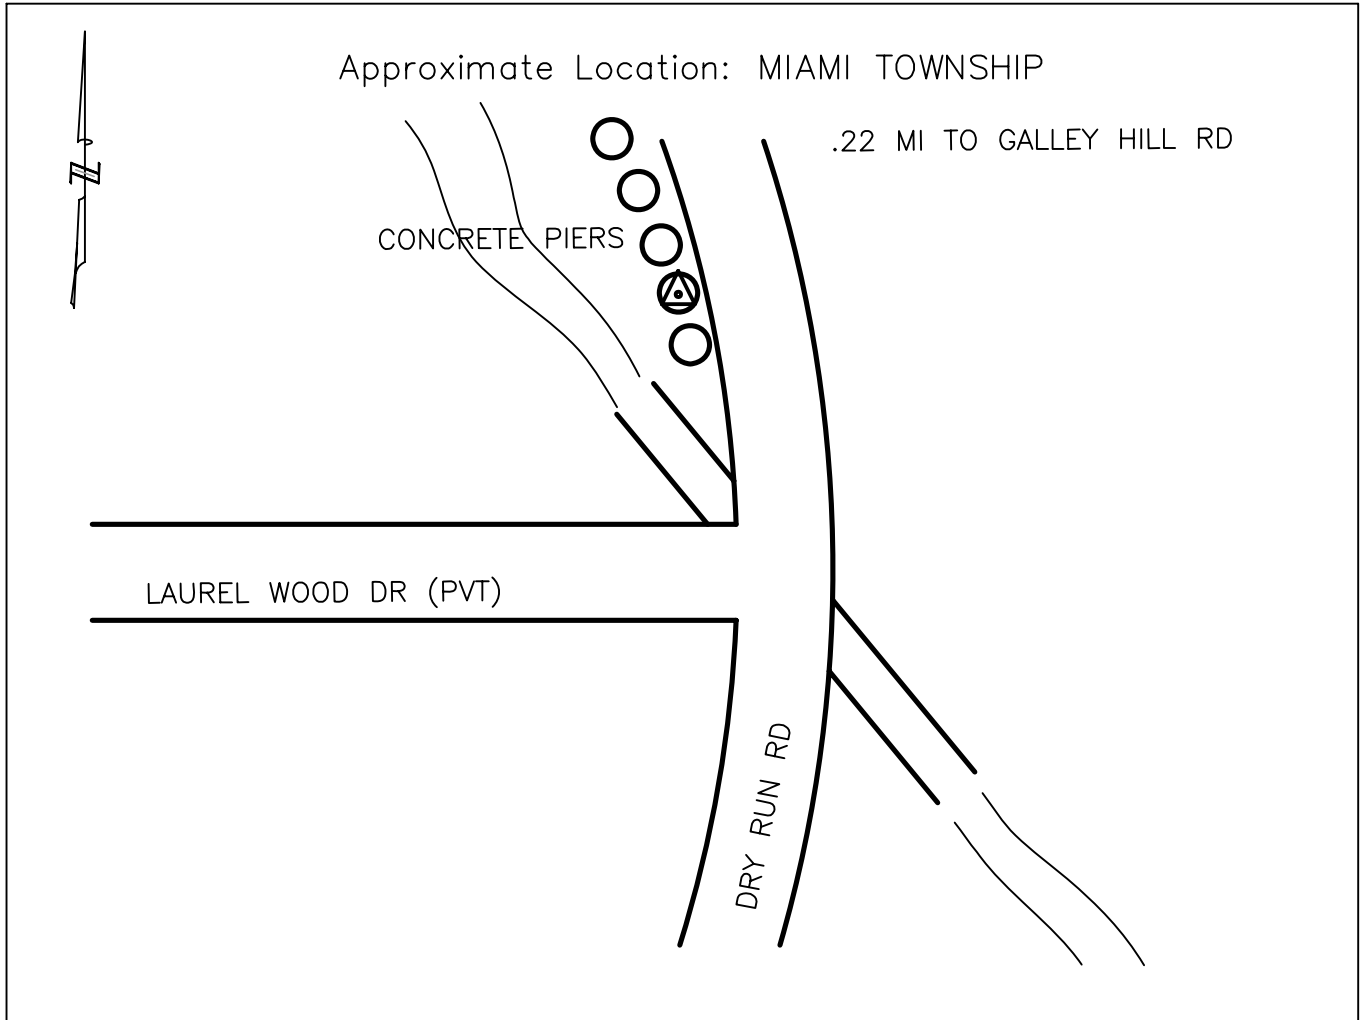 Approximate Location: MIAMI TOWNSHIP
.22 MI TO GALLEY HILL RD
N
CONCRETE PIERS
LAUREL WOOD DR (PVT)
DRY RUN RD